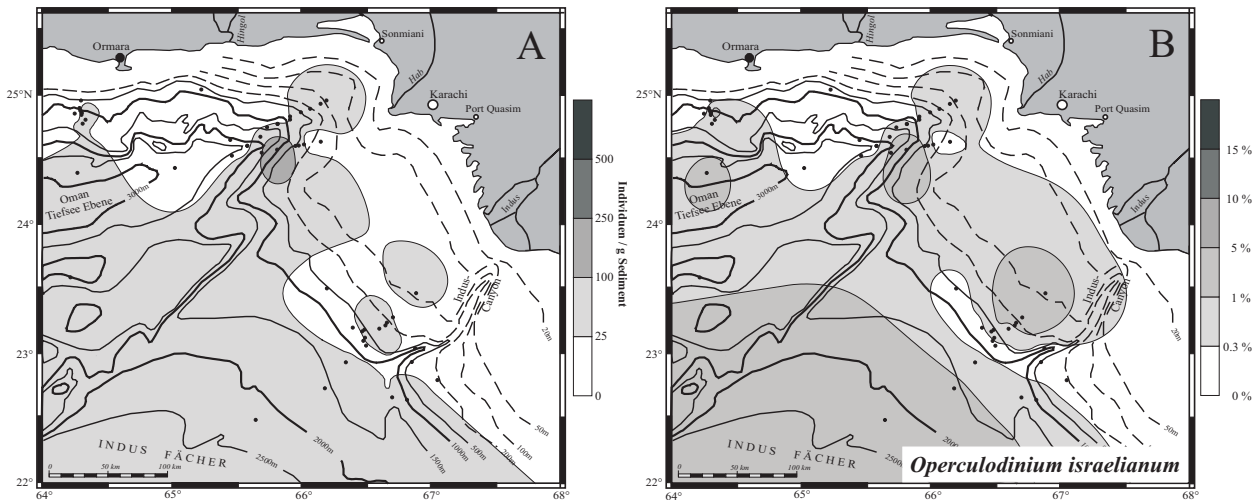 A
Hingol
Ormara
Sonmiani
Hab
Karachi
Port Quasim
25°N
24°
23°
22°
Oman
Tiefsee Ebene
3000m
Indus
Indus-
Canyon
20m
50m
100m
200m
500m
1000m
1500m
2000m
2500m
INDUS FÄCHER
0 50 km 100 km
64° 65° 66° 67° 68°
500
250
100
25
0
Individuen / g Sediment
B
Hingol
Ormara
Sonmiani
Hab
Karachi
Port Quasim
Oman
Tiefsee Ebene
3000m
Indus
Indus-
Canyon
20m
50m
100m
2000m
2500m
INDUS FÄCHER
0 50 km 100 km
Operculodinium israelianum
64° 65° 66° 67° 68°
15 %
10 %
5 %
1 %
0.3 %
0 %